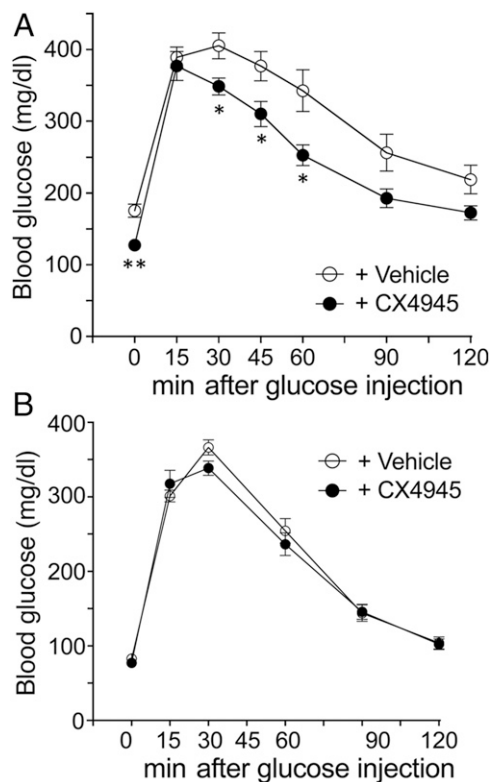 A
Blood glucose (mg/dl)
400
300
200
100
0
*
*
*
**
+ Vehicle
+ CX4945
0 15 30 45 60 90 120
min after glucose injection
B
Blood glucose (mg/dl)
400
300
200
100
0
+ Vehicle
+ CX4945
0 15 30 45 60 90 120
min after glucose injection